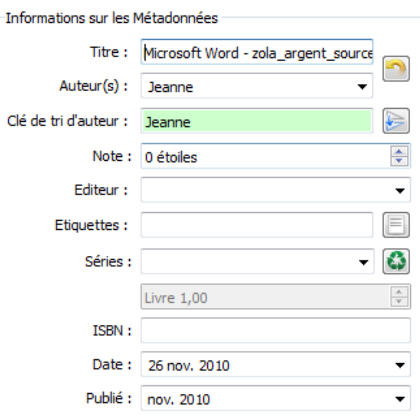 Informations sur les Métadonnées
Titre : Microsoft Word - zola_argent_source
Auteur(s) : Jeanne
Clé de tri d'auteur : Jeanne
Note : 0 étoiles
Editeur :
Etiquettes :
Séries :
Livre 1,00
ISBN :
Date : 26 nov. 2010
Publié : nov. 2010